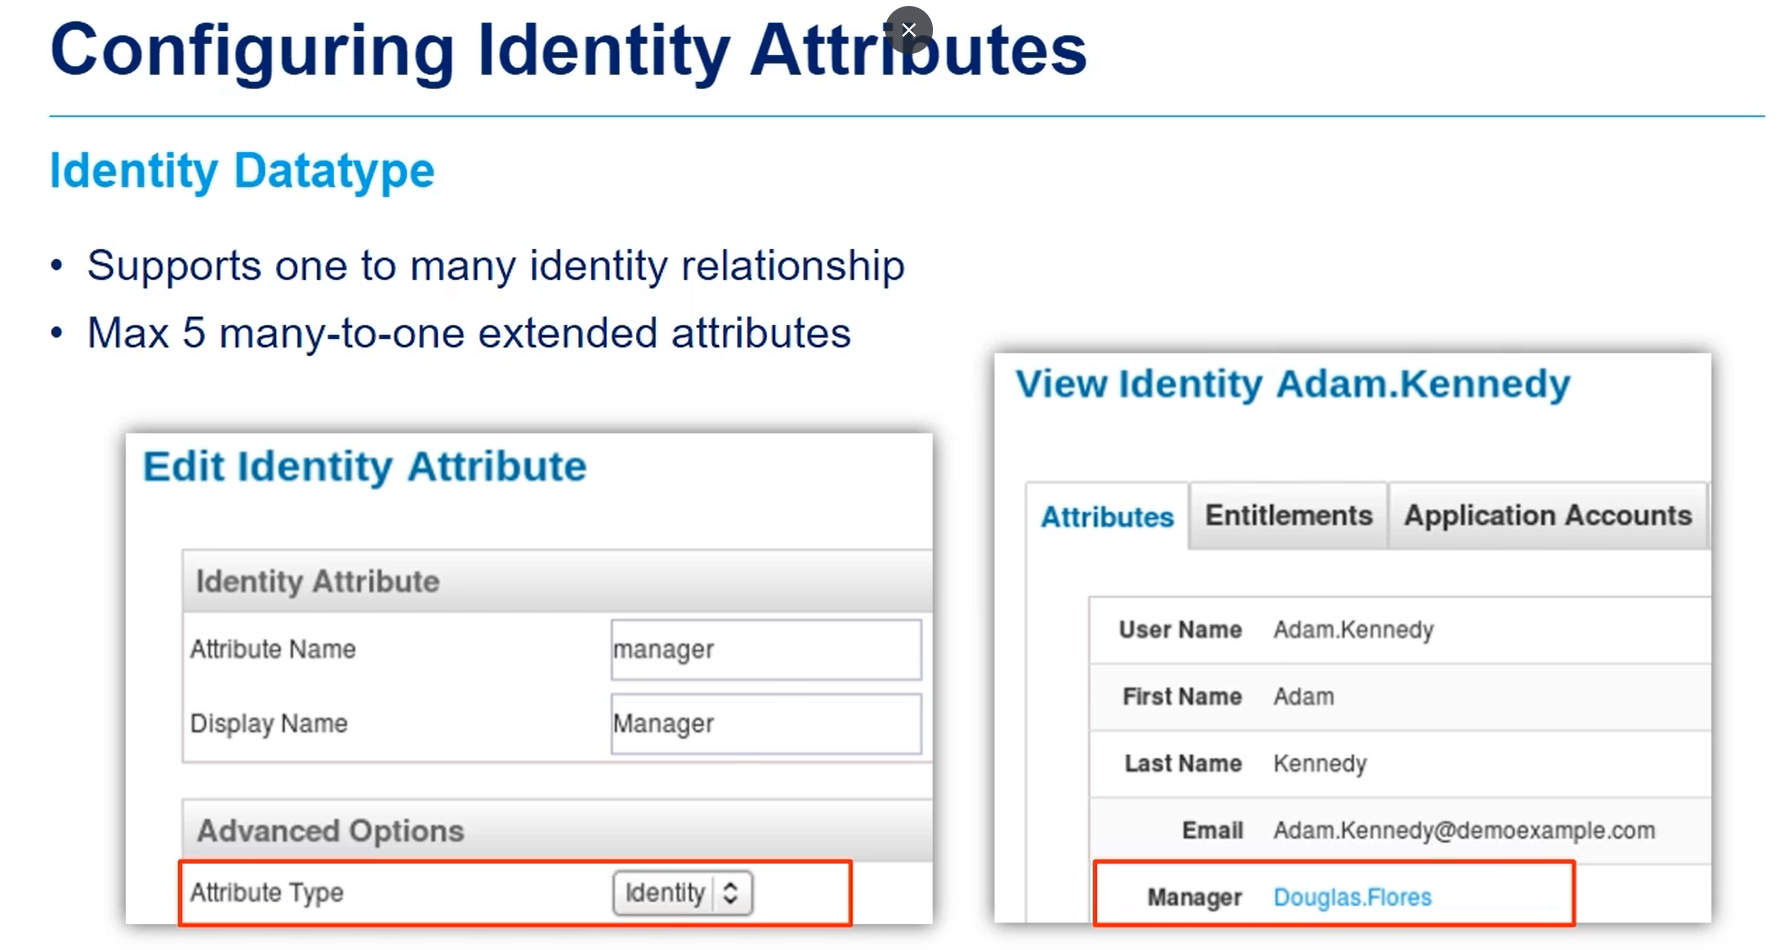 Configuring Identity Attributes
Identity Datatype
• Supports one to many identity relationship
• Max 5 many-to-one extended attributes
Edit Identity Attribute
Identity Attribute
Attribute Name manager
Display Name Manager
Advanced Options
Attribute Type Identity
View Identity Adam.Kennedy
Attributes Entitlements Application Accounts
User Name Adam.Kennedy
First Name Adam
Last Name Kennedy
Email Adam.Kennedy@demoexample.com
Manager Douglas.Flores